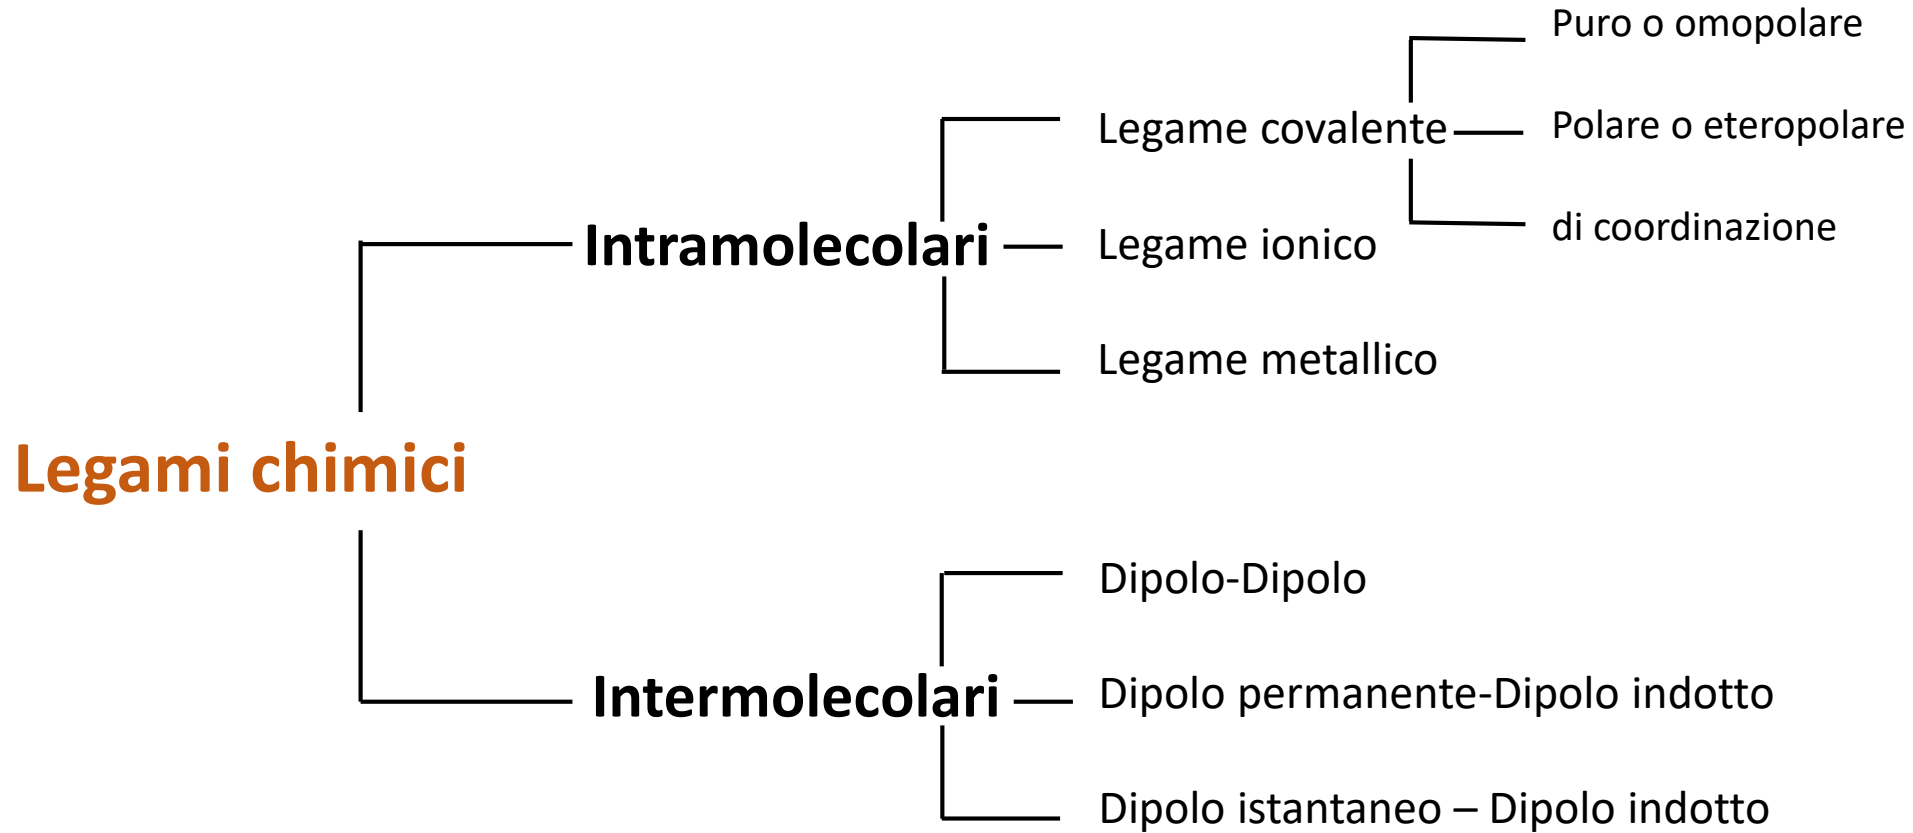 Puro o omopolare
Legame covalente
Polare o eteropolare
di coordinazione
Intramolecolari
Legame ionico
Legame metallico
Legami chimici
Dipolo-Dipolo
Intermolecolari
Dipolo permanente-Dipolo indotto
Dipolo istantaneo – Dipolo indotto